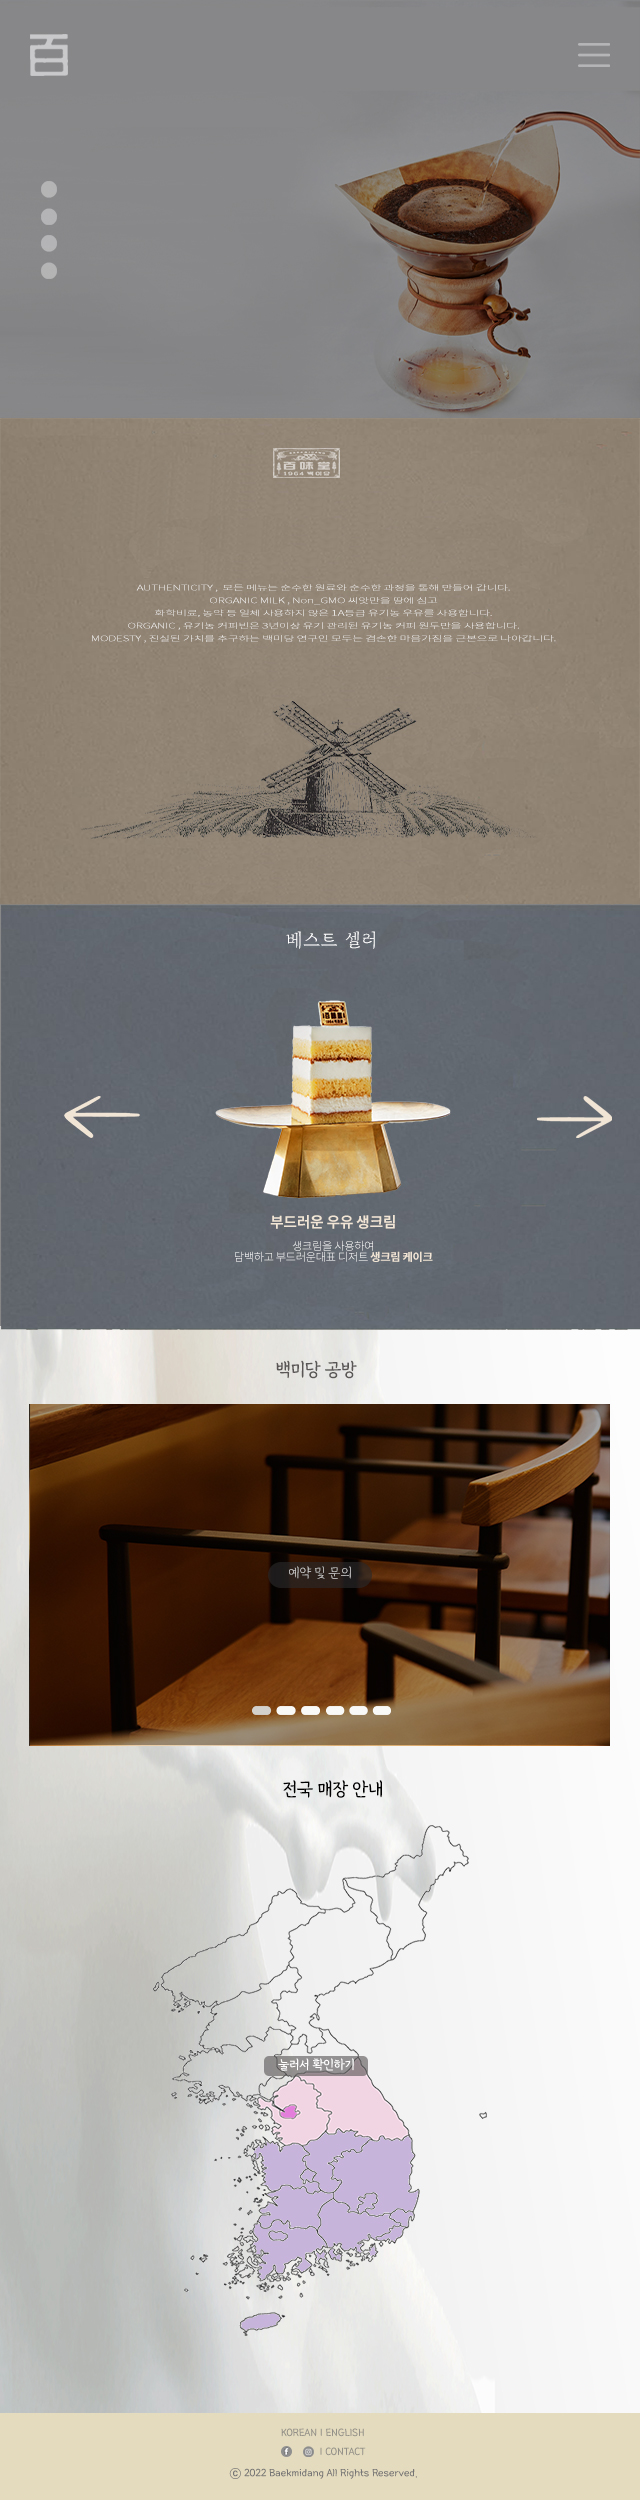 百
百味堂
1964 백미당
AUTHENTICITY , 모든 메뉴는 순수한 원료와 순수한 과정을 통해 만들어 갑니다.
ORGANIC MILK , Non_GMO 씨앗만을 땅에 심고
화학비료, 농약 등 일체 사용하지 않은 1A등급 유기농 우유를 사용합니다.
ORGANIC , 유기농 커피빈은 3년이상 유기 관리된 유기농 커피 원두만을 사용합니다.
MODESTY , 진실된 가치를 추구하는 백미당 연구인 모두는 겸손한 마음가짐을 근본으로 나아갑니다.
베스트 셀러
부드러운 우유 생크림
생크림을 사용하여
담백하고 부드러운대표 디저트 생크림 케이크
백미당 공방
예약 및 문의
전국 매장 안내
눌러서 확인하기
KOREAN I ENGLISH
I CONTACT
ⓒ 2022 Baekmidang All Rights Reserved.